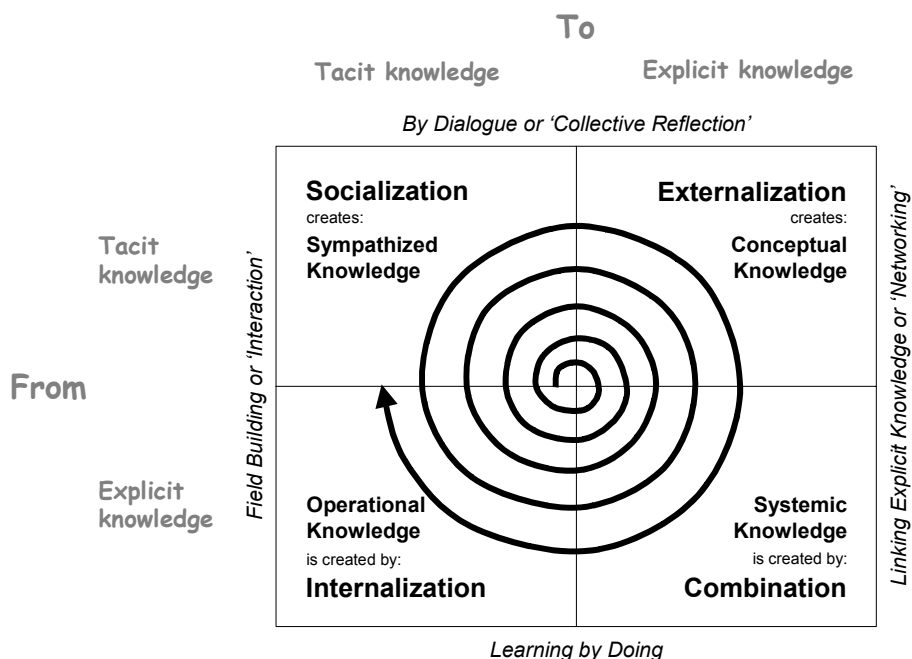 To
Tacit knowledge
Explicit knowledge
By Dialogue or ‘Collective Reflection’
Socialization
creates:
Sympathized
Knowledge
Externalization
creates:
Conceptual
Knowledge
Tacit
knowledge
Field Building or ‘Interaction’
Linking Explicit Knowledge or ‘Networking’
From
Explicit
knowledge
Operational
Knowledge
is created by:
Internalization
Systemic
Knowledge
is created by:
Combination
Learning by Doing